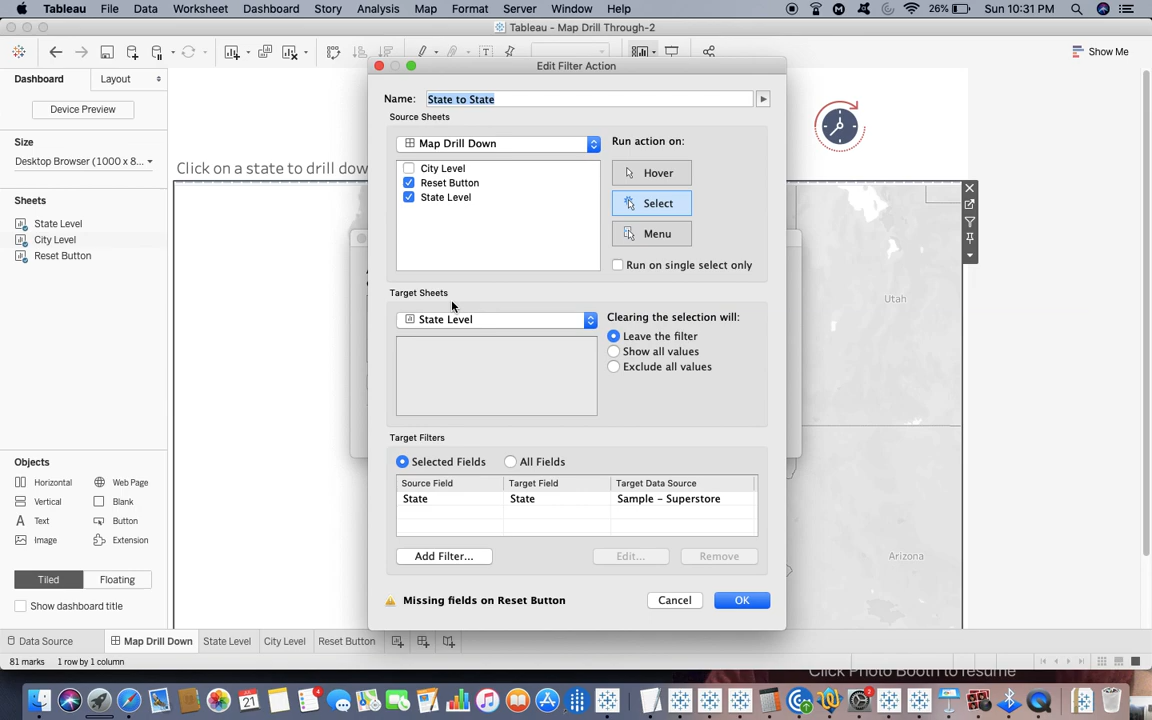 Tableau File Data Worksheet Dashboard Story Analysis Map Format Server Window Help 26% Sun 10:31 PM
Tableau - Map Drill Through-2
Show Me
Dashboard Layout
Device Preview
Size
Desktop Browser (1000 x 8...
Sheets
State Level
City Level
Reset Button
Objects
Horizontal Web Page
Vertical Blank
Text Button
Image Extension
Tiled Floating
Show dashboard title
Click on a state to drill dow
Edit Filter Action
Name: State to State
Source Sheets
Map Drill Down
City Level
Reset Button
State Level
Run action on:
Hover
Select
Menu
Run on single select only
Target Sheets
State Level
Clearing the selection will:
Leave the filter
Show all values
Exclude all values
Target Filters
Selected Fields All Fields
Source Field Target Field Target Data Source
State State Sample - Superstore
Add Filter... Edit... Remove
Missing fields on Reset Button Cancel OK
Utah
Arizona
Data Source Map Drill Down State Level City Level Reset Button
81 marks 1 row by 1 column
Click Photo Booth to resume
21
4
2